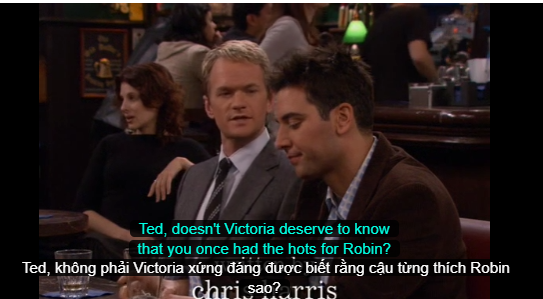 Ted, doesn't Victoria deserve to know
that you once had the hots for Robin?
Ted, không phải Victoria xứng đáng được biết rằng cậu từng thích Robin
sao?
chris harris